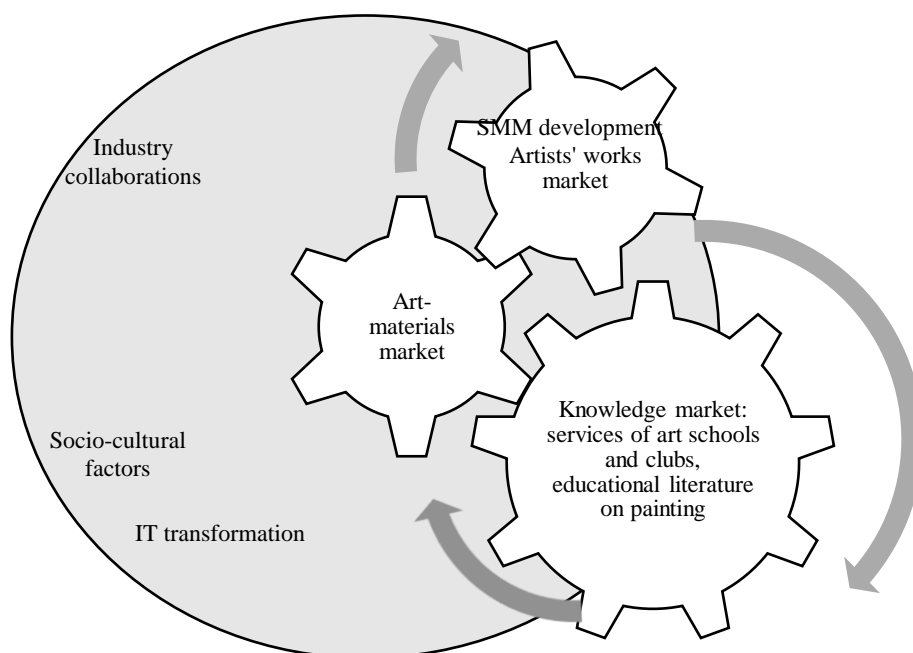 SMM development
Artists' works
market
Industry
collaborations
Art-
materials
market
Knowledge market:
services of art schools
and clubs,
educational literature
on painting
Socio-cultural
factors
IT transformation